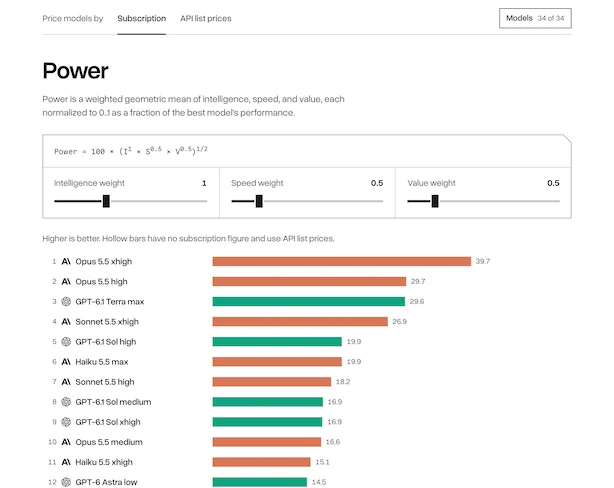 Price models by Subscription API list prices Models 34 of 34
Power
Power is a weighted geometric mean of intelligence, speed, and value, each
normalized to 0..1 as a fraction of the best model's performance.
Power = 100 × (I¹ × S⁰·⁵ × V⁰·⁵)¹/²
Intelligence weight 1 Speed weight 0.5 Value weight 0.5
Higher is better. Hollow bars have no subscription figure and use API list prices.
1 Opus 5.5 xhigh 39.7
2 Opus 5.5 high 29.7
3 GPT-6.1 Terra max 29.6
4 Sonnet 5.5 xhigh 26.9
5 GPT-6.1 Sol high 19.9
6 Haiku 5.5 max 19.9
7 Sonnet 5.5 high 18.2
8 GPT-6.1 Sol medium 16.9
9 GPT-6.1 Sol xhigh 16.9
10 Opus 5.5 medium 16.6
11 Haiku 5.5 xhigh 15.1
12 GPT-6 Astra low 14.5